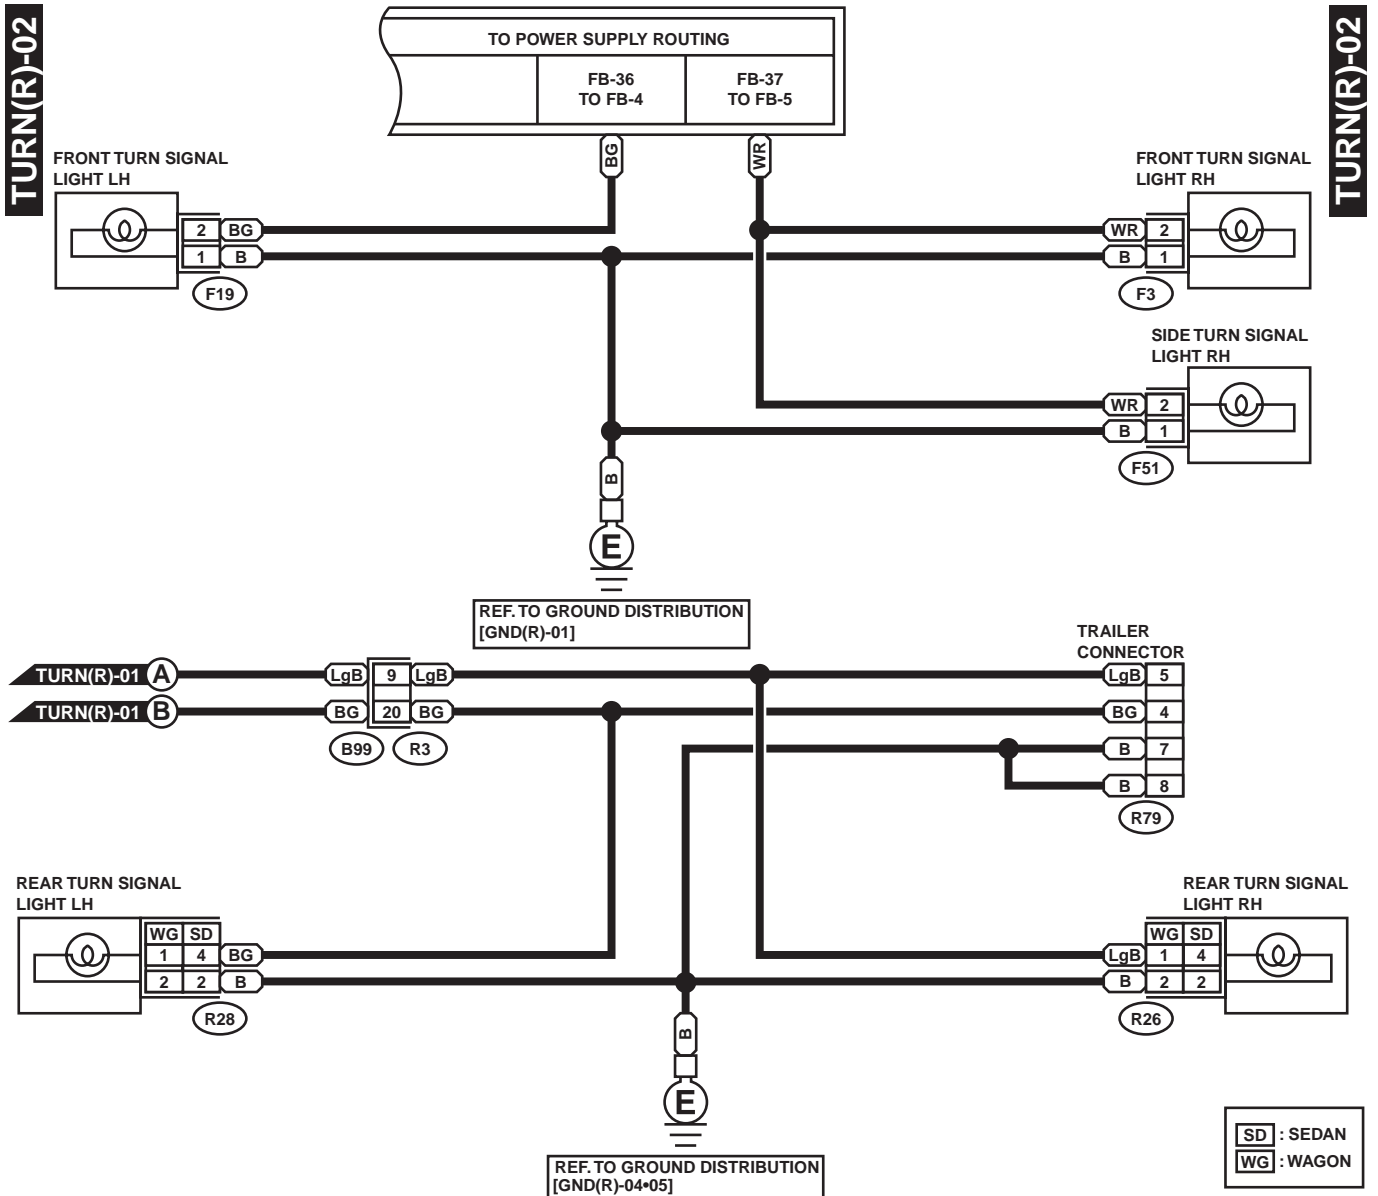 TURN(R)-02
TURN(R)-02
TO POWER SUPPLY ROUTING
FB-36
TO FB-4
FB-37
TO FB-5
BG
WR
FRONT TURN SIGNAL
LIGHT LH
2 BG
1 B
F19
FRONT TURN SIGNAL
LIGHT RH
WR 2
B 1
F3
SIDE TURN SIGNAL
LIGHT RH
WR 2
B 1
F51
B
E
REF. TO GROUND DISTRIBUTION
[GND(R)-01]
TRAILER
CONNECTOR
TURN(R)-01 A LgB 9 LgB LgB 5
TURN(R)-01 B BG 20 BG BG 4
B99 R3 B 7
B 8
R79
REAR TURN SIGNAL
LIGHT LH
WG SD
1 4 BG
2 2 B
R28
REAR TURN SIGNAL
LIGHT RH
WG SD
LgB 1 4
B 2 2
R26
B
E
REF. TO GROUND DISTRIBUTION
[GND(R)-04•05]
SD : SEDAN
WG : WAGON